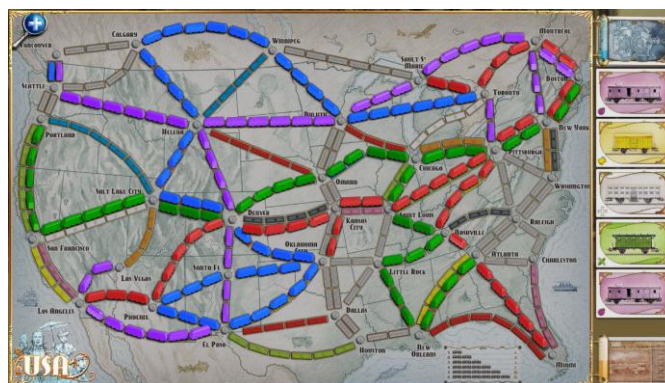 Vancouver
Calgary
Winnipeg
Sault St.
Marie
Montreal
Boston
Seattle
Toronto
Helena
Duluth
Portland
New York
Pittsburgh
Chicago
Omaha
Salt Lake City
Washington
Denver
Kansas
City
Saint Louis
Nashville
Raleigh
San Francisco
Las Vegas
Oklahoma
Santa Fe
Little Rock
Atlanta
Charleston
Los Angeles
Phoenix
Dallas
El Paso
Houston
New
Orleans
Miami
USA